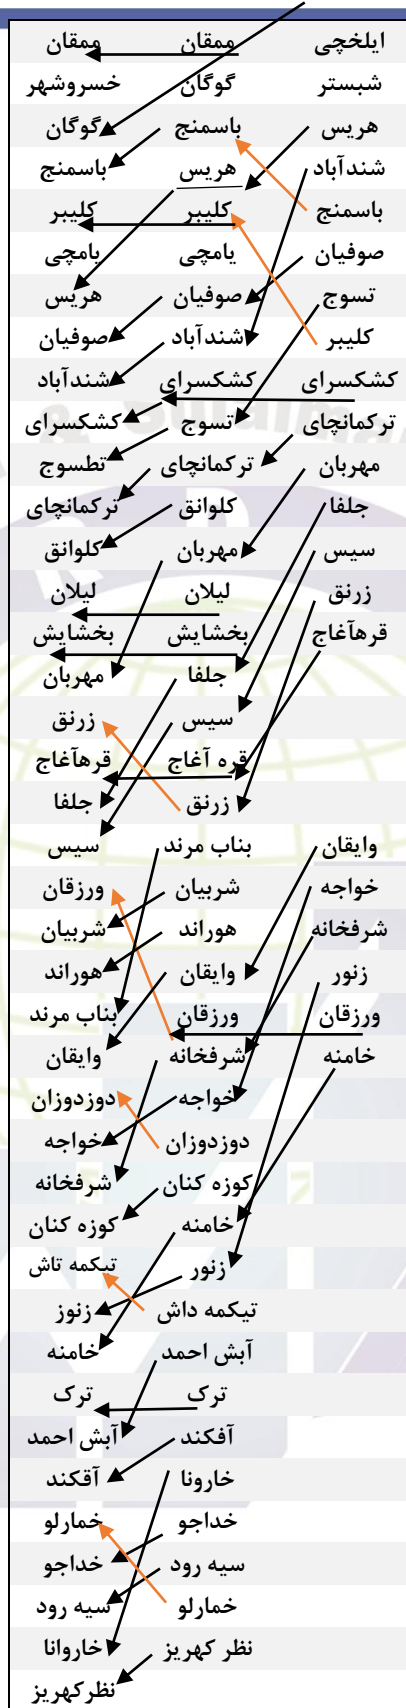 ایلخچی ممقان ممقان
شبستر گوگان خسروشهر
هریس باسمنج گوگان
شندآباد هریس باسمنج
باسمنج کلیبر کلیبر
صوفیان یامچی بامچی
تسوج صوفیان هریس
کلیبر شندآباد صوفیان
کشکسرای کشکسرای شندآباد
ترکمانچای تسوج کشکسرای
مهربان ترکمانچای تطسوج
جلفا کلوانق ترکمانچای
سیس مهربان کلوانق
زرنق لیلان لیلان
قرهآغاج بخشایش بخشایش
جلفا مهربان
سیس زرنق
قره آغاج قرهآغاج
زرنق جلفا
وایقان بناب مرند سیس
خواجه شربیان ورزقان
شرفخانه هوراند شربیان
زنور وایقان هوراند
ورزقان ورزقان بناب مرند
خامنه شرفخانه وایقان
خواجه دوزدوزان
دوزدوزان خواجه
کوزه کنان شرفخانه
خامنه کوزه کنان
زنور تیکمه تاش
تیکمه داش زنوز
آبش احمد خامنه
ترک ترک
آفکند آبش احمد
خارونا آقکند
خداجو خمارلو
سیه رود خداجو
خمارلو سیه رود
نظر کهریز خاروانا
نظرکهریز